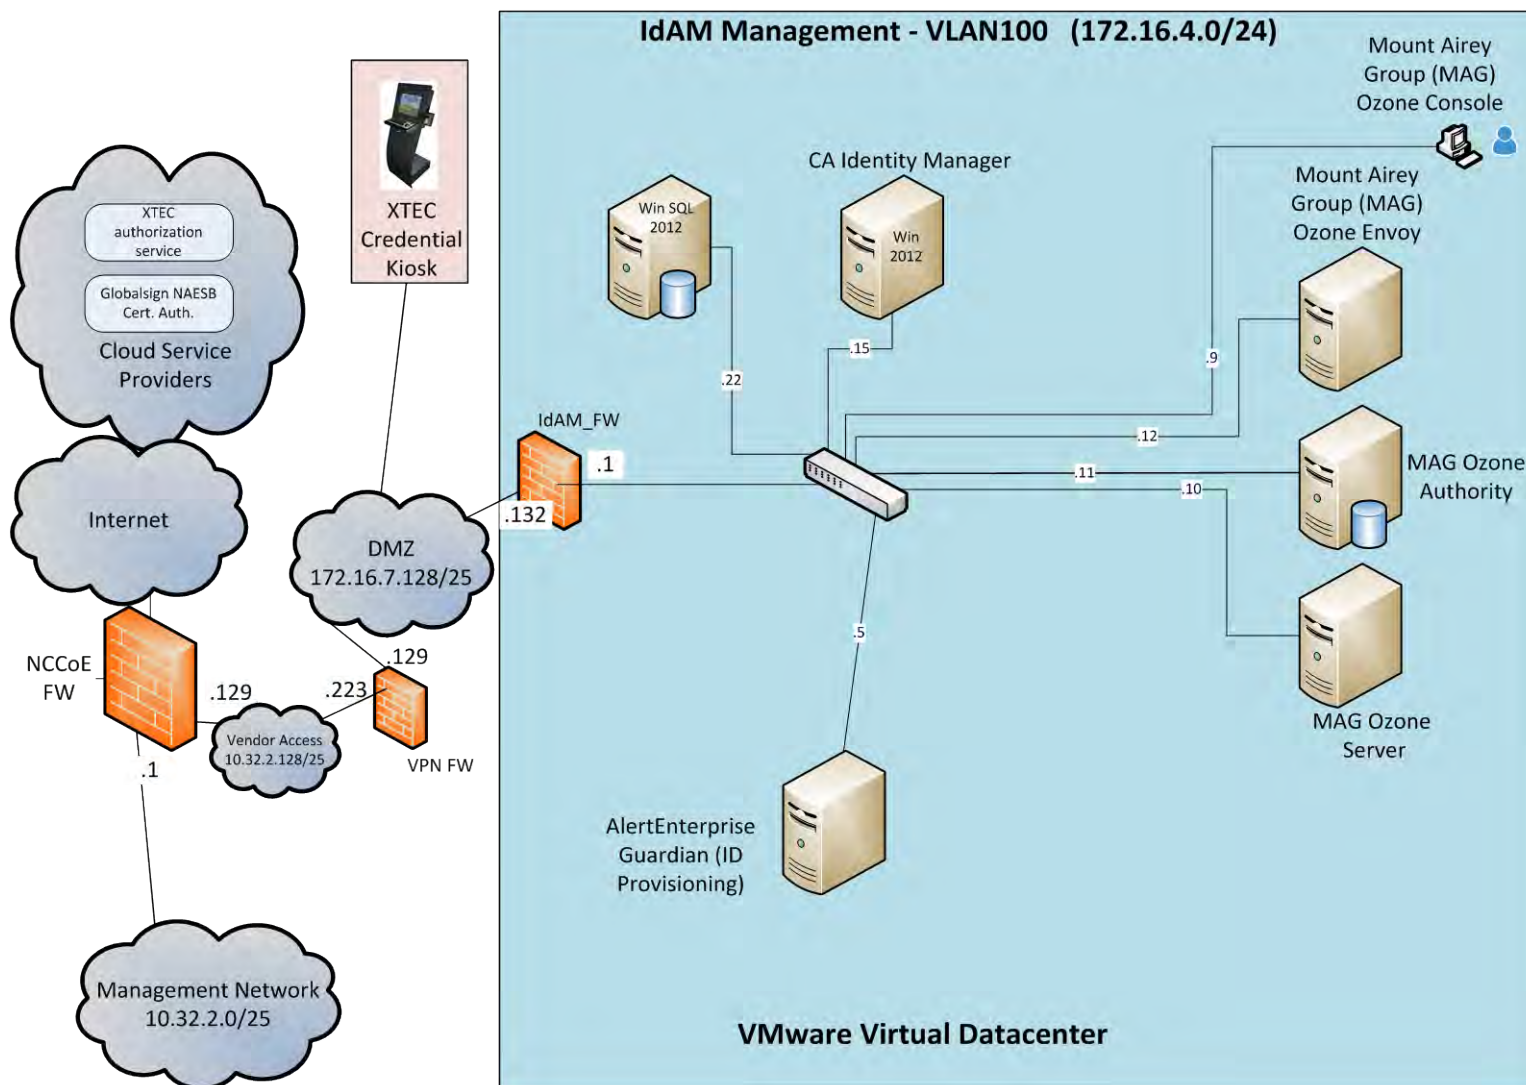 IdAM Management - VLAN100 (172.16.4.0/24)
Mount Airey
Group (MAG)
Ozone Console
XTEC
Credential
Kiosk
XTEC
authorization
service
Globalsign NAESB
Cert. Auth.
Cloud Service
Providers
Win SQL
2012
CA Identity Manager
Win
2012
Mount Airey
Group (MAG)
Ozone Envoy
.22
.15
.9
.12
.11
.10
.5
IdAM_FW
.1
.132
MAG Ozone
Authority
Internet
DMZ
172.16.7.128/25
NCCoE
FW
.129
.129
.223
.1
Vendor Access
10.32.2.128/25
VPN FW
MAG Ozone
Server
AlertEnterprise
Guardian (ID
Provisioning)
Management Network
10.32.2.0/25
VMware Virtual Datacenter